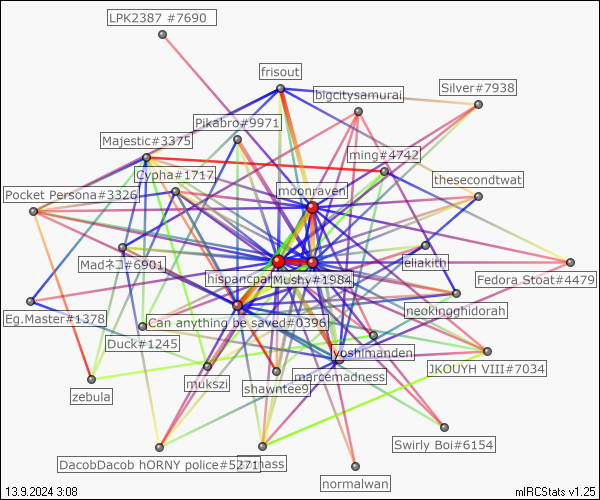 LPK2387 #7690
frisout
Silver#7938
bigcitysamurai
Pikabro#9971
Majestic#3375
ming#4742
Cypha#1717
thesecondtwat
moonraven
Pocket Persona#3326
eliakith
Madネコ#6901
Fedora Stoat#4479
hispancpa
Mushy#1984
neokingghidorah
Eg.Master#1378
Can anything be saved#0396
Duck#1245
yoshimanden
JKOUYH VIII#7034
marcemadness
mukszi
shawntee9
zebula
Swirly Boi#6154
DacobDacob hORNY police#5271
mass
normalwan
13.9.2024 3:08
mIRCStats v1.25